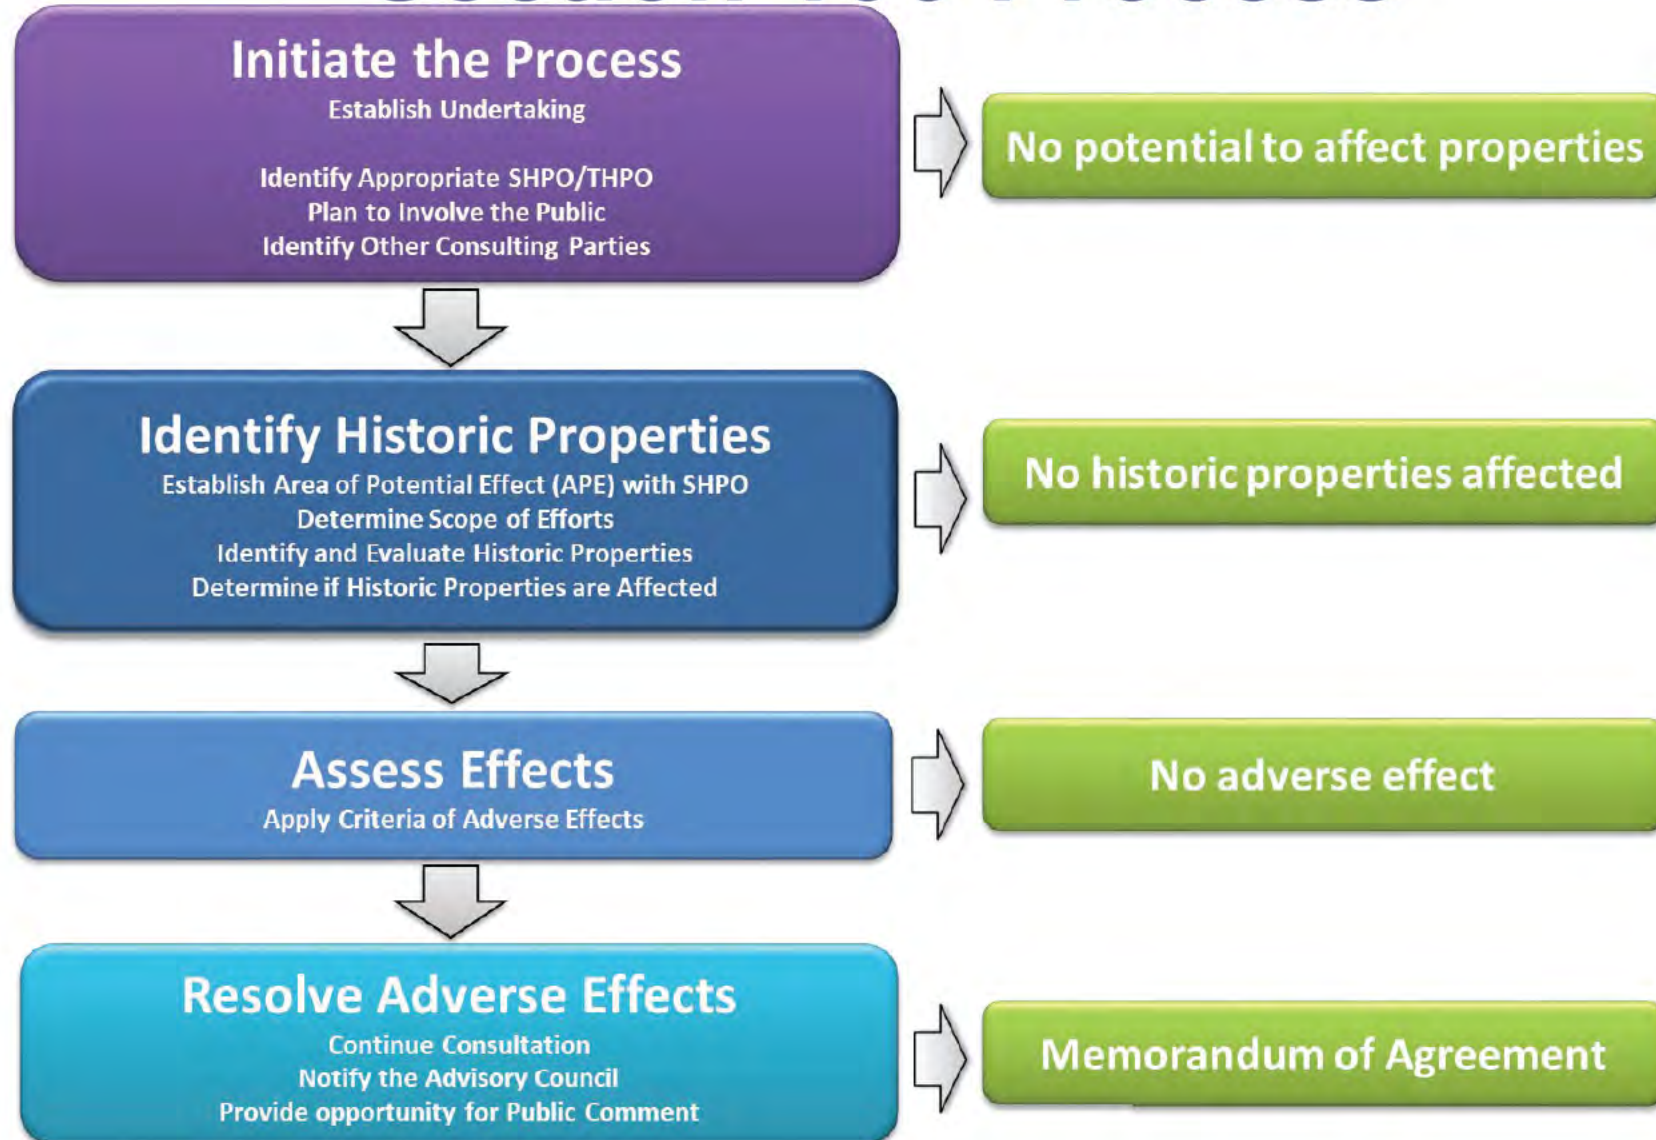 Initiate the Process
Establish Undertaking
Identify Appropriate SHPO/THPO
Plan to Involve the Public
Identify Other Consulting Parties
No potential to affect properties
Identify Historic Properties
Establish Area of Potential Effect (APE) with SHPO
Determine Scope of Efforts
Identify and Evaluate Historic Properties
Determine if Historic Properties are Affected
No historic properties affected
Assess Effects
Apply Criteria of Adverse Effects
No adverse effect
Resolve Adverse Effects
Continue Consultation
Notify the Advisory Council
Provide opportunity for Public Comment
Memorandum of Agreement